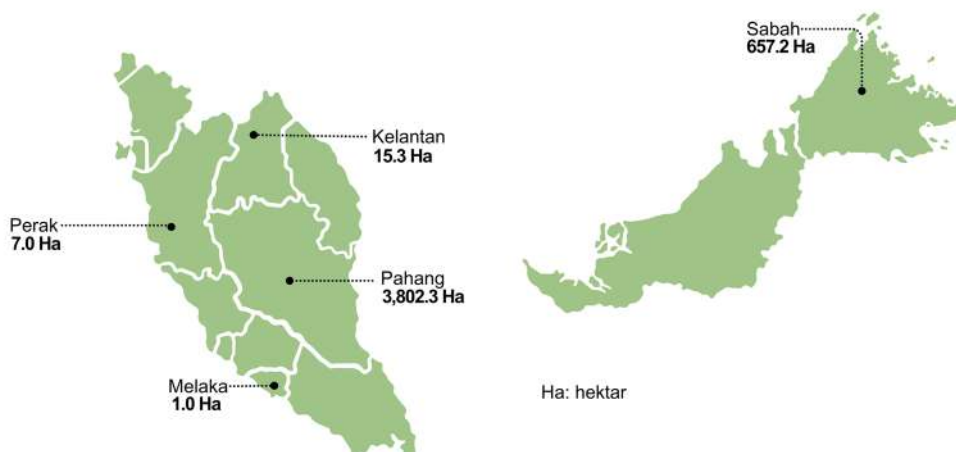 Sabah
657.2 Ha
Kelantan
15.3 Ha
Perak
7.0 Ha
Pahang
3,802.3 Ha
Melaka
1.0 Ha
Ha: hektar